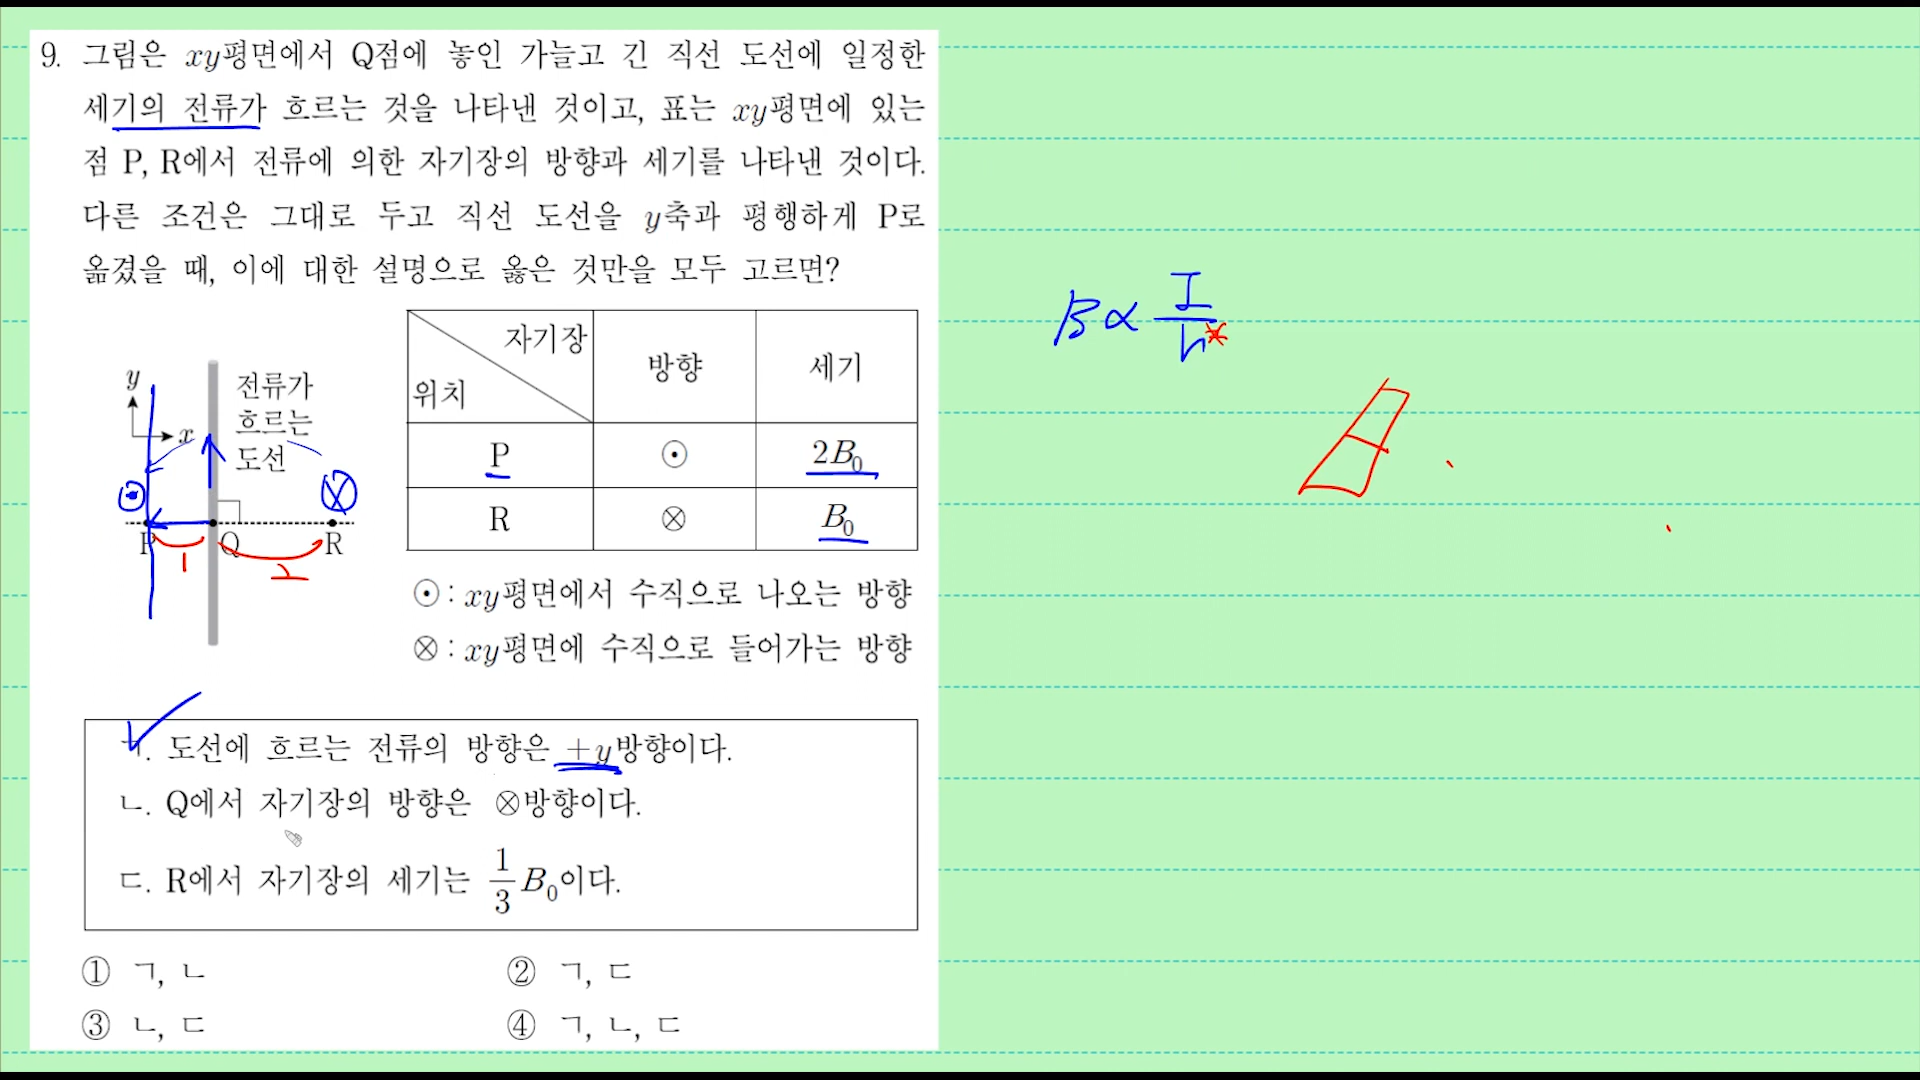 9. 그림은 xy평면에서 Q점에 놓인 가늘고 긴 직선 도선에 일정한
세기의 전류가 흐르는 것을 나타낸 것이고, 표는 xy평면에 있는
점 P, R에서 전류에 의한 자기장의 방향과 세기를 나타낸 것이다.
다른 조건은 그대로 두고 직선 도선을 y축과 평행하게 P로
옮겼을 때, 이에 대한 설명으로 옳은 것만을 모두 고르면?
y
x
전류가
흐르는
도선
P Q R
1 2
자기장
위치 방향 세기
P ⊙ 2B₀
R ⊗ B₀
⊙ : xy평면에서 수직으로 나오는 방향
⊗ : xy평면에 수직으로 들어가는 방향
ㄱ. 도선에 흐르는 전류의 방향은 +y방향이다.
ㄴ. Q에서 자기장의 방향은 ⊗방향이다.
ㄷ. R에서 자기장의 세기는 1/3 B₀이다.
① ㄱ, ㄴ ② ㄱ, ㄷ
③ ㄴ, ㄷ ④ ㄱ, ㄴ, ㄷ
B ∝ I/r